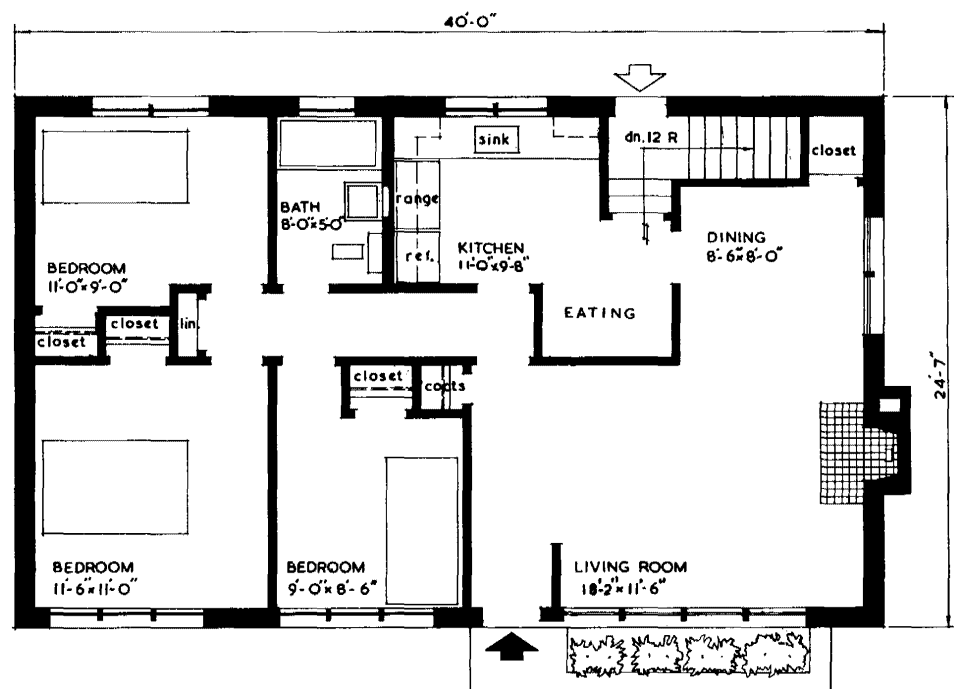 40'-0"
sink
dn.12 R
closet
range
BATH
8'-0"x5'-0"
ref.
KITCHEN
11'-0"x9'-8"
DINING
8'-6"x8'-0"
BEDROOM
11'-0"x9'-0"
EATING
closet
lin.
closet
24'-7"
closet
coats
BEDROOM
11'-6"x11'-0"
BEDROOM
9'-0"x8'-6"
LIVING ROOM
18'-2"x11'-6"